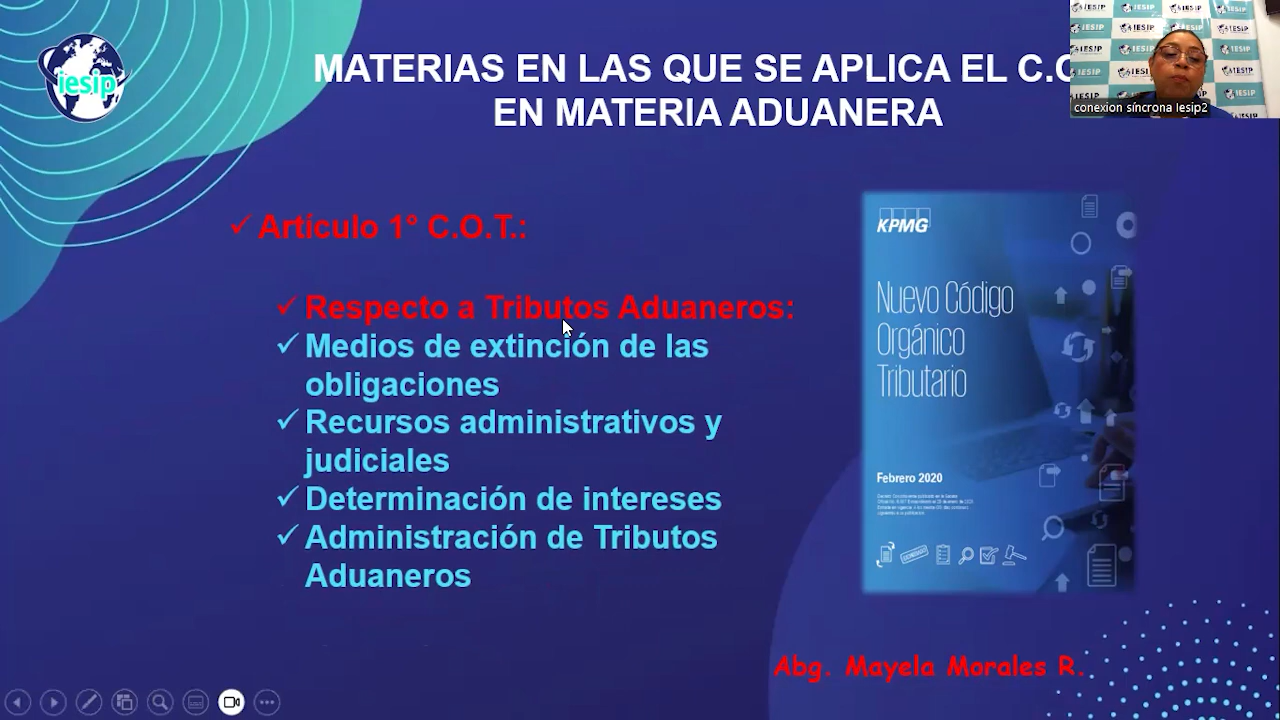 iesip
MATERIAS EN LAS QUE SE APLICA EL C.O
EN MATERIA ADUANERA
conexion síncrona Iesip2
Artículo 1° C.O.T.:
Respecto a Tributos Aduaneros:
Medios de extinción de las
obligaciones
Recursos administrativos y
judiciales
Determinación de intereses
Administración de Tributos
Aduaneros
KPMG
Nuevo Código
Orgánico
Tributario
Febrero 2020
Abg. Mayela Morales R.